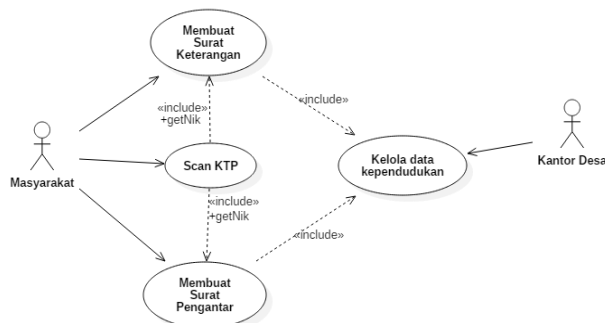 Membuat
Surat
Keterangan
«include»
+getNik
«include»
Masyarakat
Scan KTP
Kelola data
kependudukan
Kantor Desa
«include»
+getNik
«include»
Membuat
Surat
Pengantar